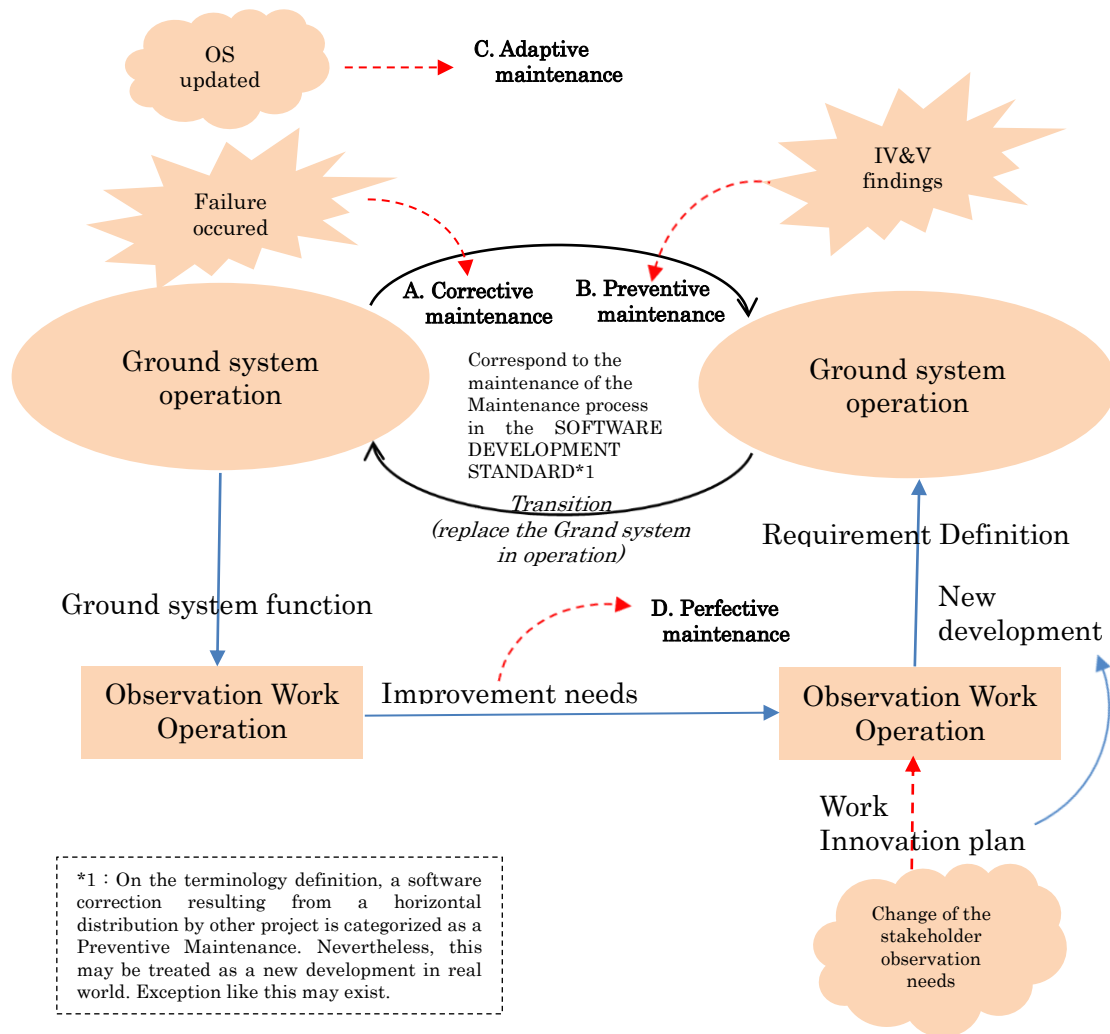 OS
updated
C. Adaptive
maintenance
IV&V
findings
Failure
occured
A. Corrective
maintenance
B. Preventive
maintenance
Ground system
operation
Correspond to the
maintenance of the
Maintenance process
in the SOFTWARE
DEVELOPMENT
STANDARD*1
Ground system
operation
Transition
(replace the Grand system
in operation)
Requirement Definition
Ground system function
D. Perfective
maintenance
New
development
Observation Work
Operation
Improvement needs
Observation Work
Operation
Work
Innovation plan
*1 : On the terminology definition, a software
correction resulting from a horizontal
distribution by other project is categorized as a
Preventive Maintenance. Nevertheless, this
may be treated as a new development in real
world. Exception like this may exist.
Change of the
stakeholder
observation
needs